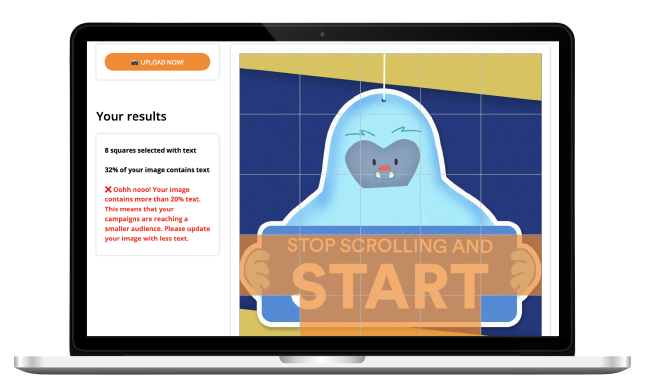 UPLOAD NOW!
Your results
8 squares selected with text
32% of your image contains text
❌ Oohh nooo! Your image
contains more than 20% text.
This means that your
campaigns are reaching a
smaller audience. Please update
your image with less text.
STOP SCROLLING AND
START